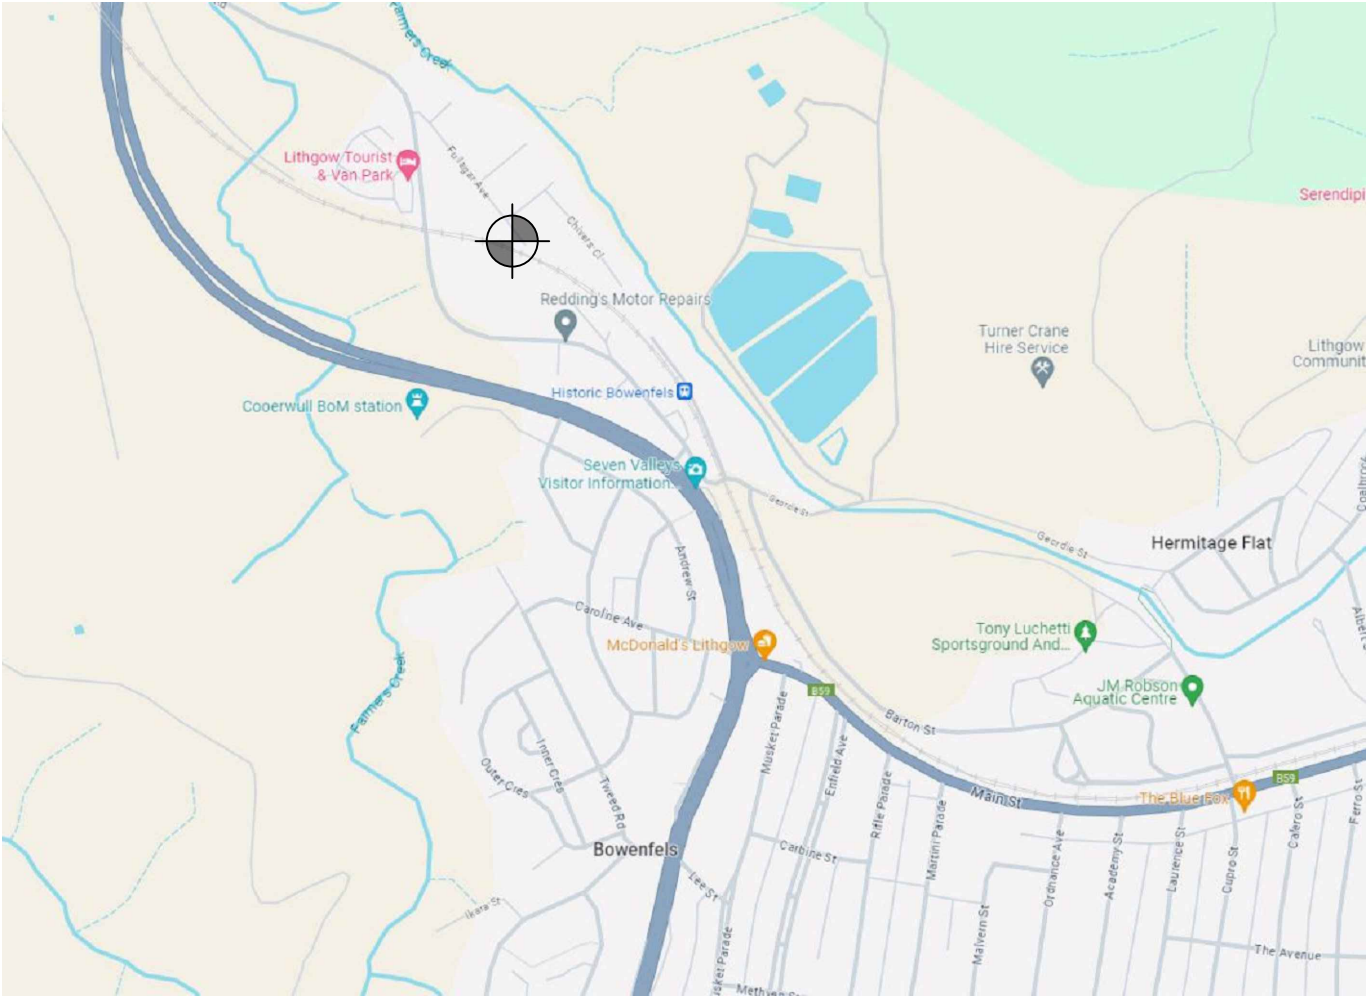 Farmers Creek
Lithgow Tourist
& Van Park
Fullagar Ave
Chivers Cl
Serendipi
Redding's Motor Repairs
Turner Crane
Hire Service
Lithgow
Communit
Historic Bowenfels
Cooerwull BoM station
Seven Valleys
Visitor Information...
Geordie St
Geordie St
Hermitage Flat
Andrew St
Caroline Ave
McDonald's Lithgow
Tony Luchetti
Sportsground And...
JM Robson
Aquatic Centre
Farmers Creek
B59
Barton St
Musket Parade
Enfield Ave
Rifle Parade
Martini Parade
Main St
B59
The Blue Fox
Inner Cres
Outer Cres
Tweed Rd
Bowenfels
Carbine St
Lee St
Ordnance Ave
Academy St
Laurence St
Cupro St
Calero St
Ferro St
Ikara St
Malvern St
usket Parade
The Avenue